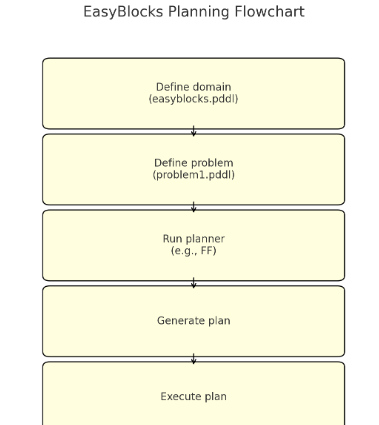 EasyBlocks Planning Flowchart
Define domain
(easyblocks.pddl)
Define problem
(problem1.pddl)
Run planner
(e.g., FF)
Generate plan
Execute plan